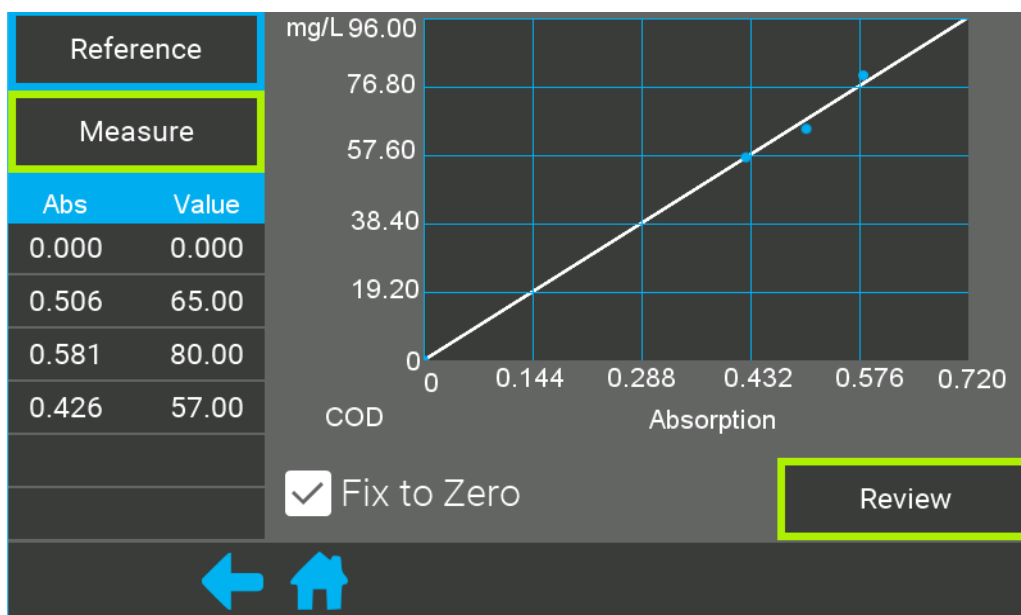 Reference
Measure
Abs Value
0.000 0.000
0.506 65.00
0.581 80.00
0.426 57.00
mg/L 96.00
76.80
57.60
38.40
19.20
0
0 0.144 0.288 0.432 0.576 0.720
COD Absorption
Fix to Zero
Review